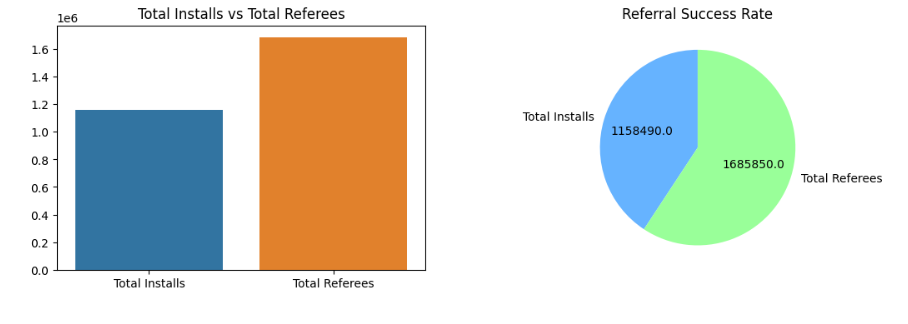 Total Installs vs Total Referees
1e6
1.6
1.4
1.2
1.0
0.8
0.6
0.4
0.2
0.0
Total Installs
Total Referees
Referral Success Rate
Total Installs
1158490.0
1685850.0
Total Referees